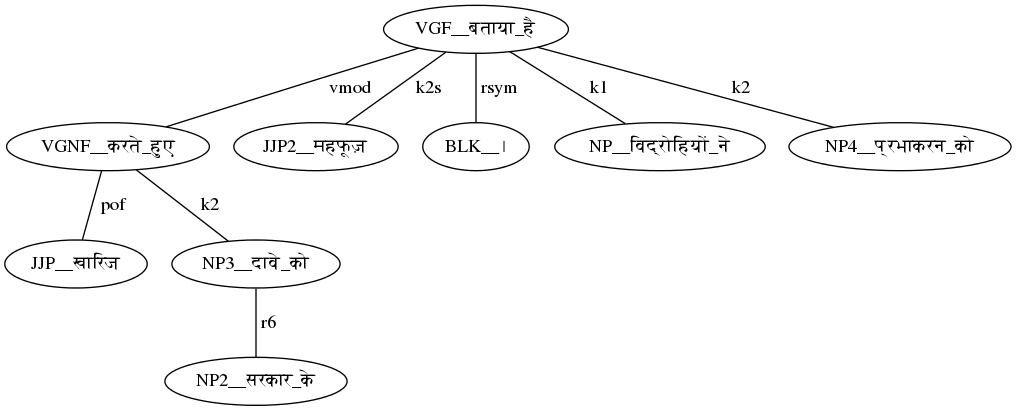 VGF__बताया_है
vmod k2s rsym k1 k2
VGNF__करते_हुए JJP2__महफूज़ BLK__। NP__विद्रोहियों_ने NP4__प्रभाकरन_को
pof k2
JJP__खारिज NP3__दावे_को
r6
NP2__सरकार_के